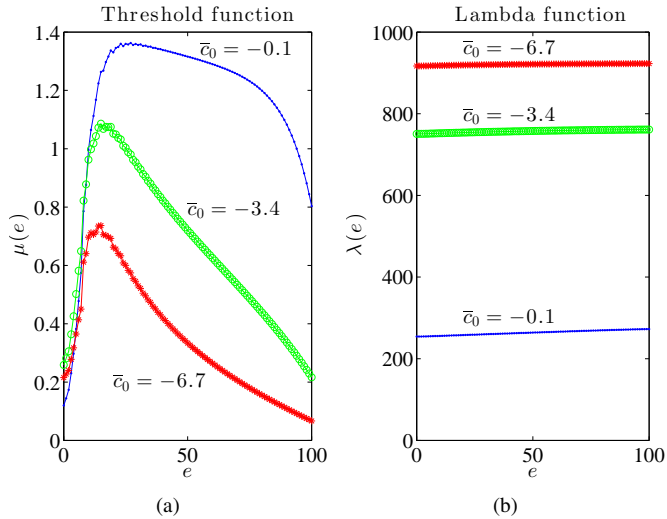 Threshold function
1.4
1.2
1
0.8
0.6
0.4
0.2
0
μ(e)
c̅₀ = −0.1
c̅₀ = −3.4
c̅₀ = −6.7
0 50 100
e
(a)
Lambda function
1000
800
600
400
200
0
λ(e)
c̅₀ = −6.7
c̅₀ = −3.4
c̅₀ = −0.1
0 50 100
e
(b)